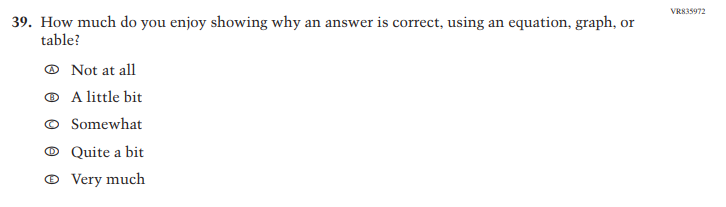 VR835972
39. How much do you enjoy showing why an answer is correct, using an equation, graph, or
table?
A Not at all
B A little bit
C Somewhat
D Quite a bit
E Very much